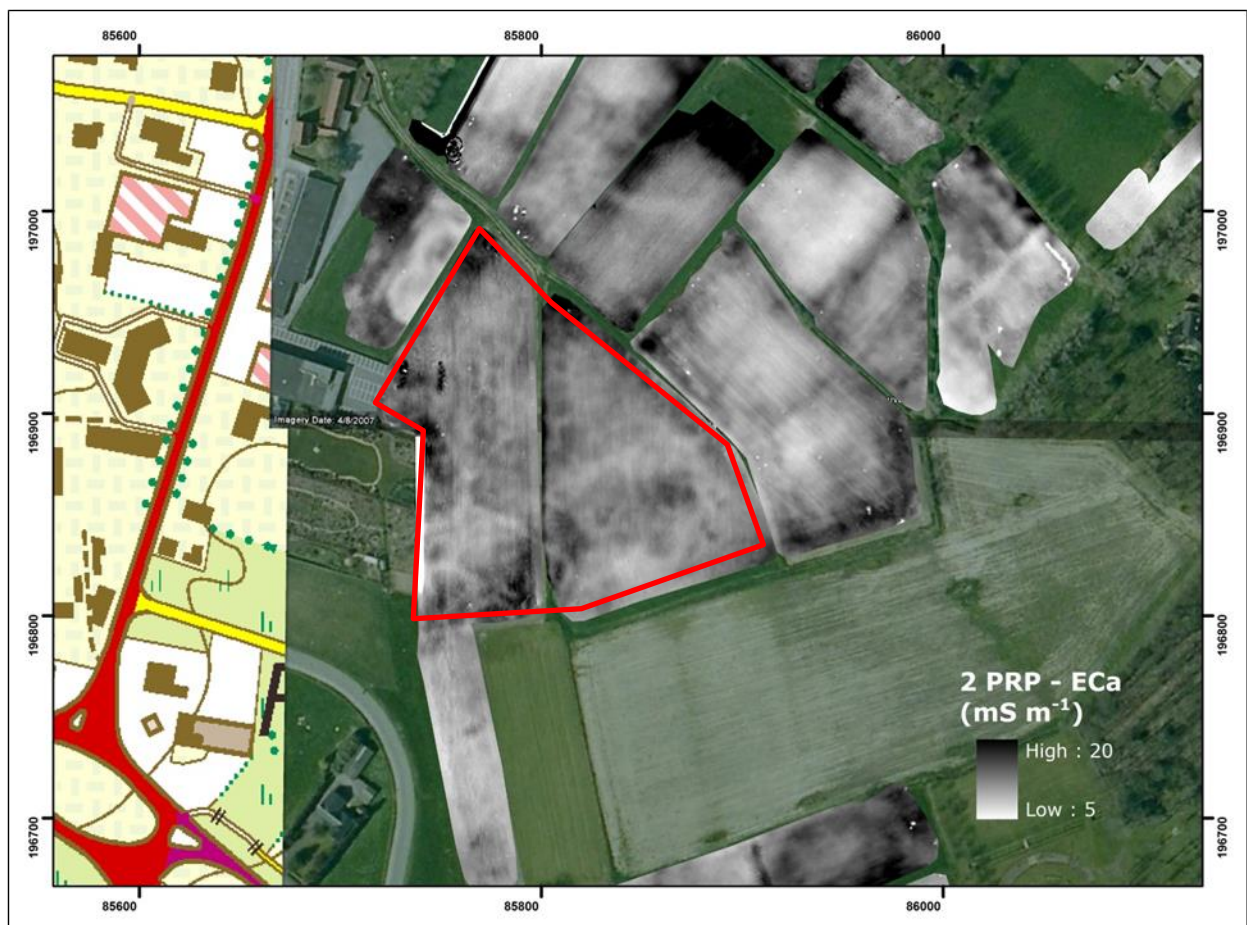 85600 85800 86000
197000 197000
Imagery Date: 4/8/2007
196900 196900
196800 196800
2 PRP - ECa
(mS m⁻¹)
High : 20
Low : 5
196700 196700
85600 85800 86000